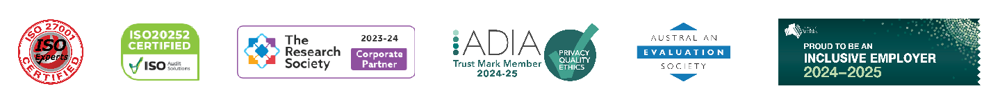 ISO 27001
ISO
Experts
CERTIFIED
ISO20252
CERTIFIED
ISO Audit
Solutions
The
Research
Society
2023-24
Corporate
Partner
ADIA
Trust Mark Member
2024-25
PRIVACY
QUALITY
ETHICS
AUSTRALIAN
EVALUATION
SOCIETY
PROUD TO BE AN
INCLUSIVE EMPLOYER
2024–2025